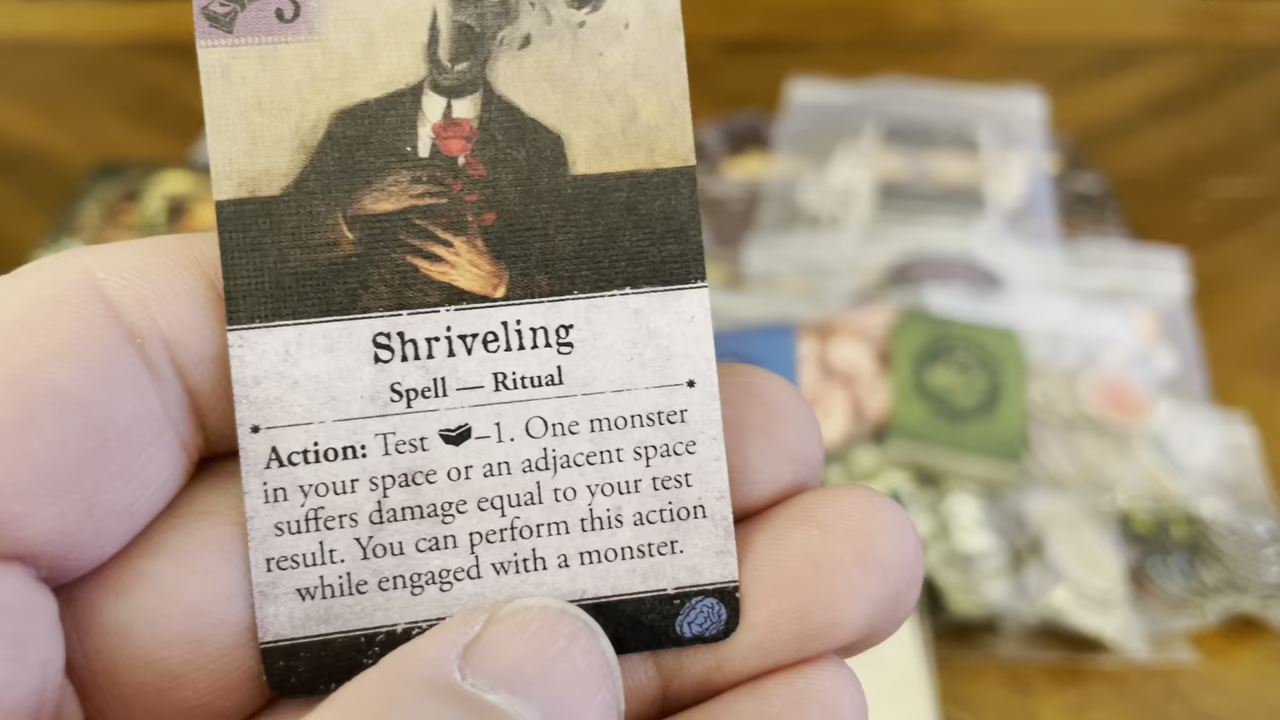 Shriveling
Spell — Ritual
Action: Test –1. One monster
in your space or an adjacent space
suffers damage equal to your test
result. You can perform this action
while engaged with a monster.